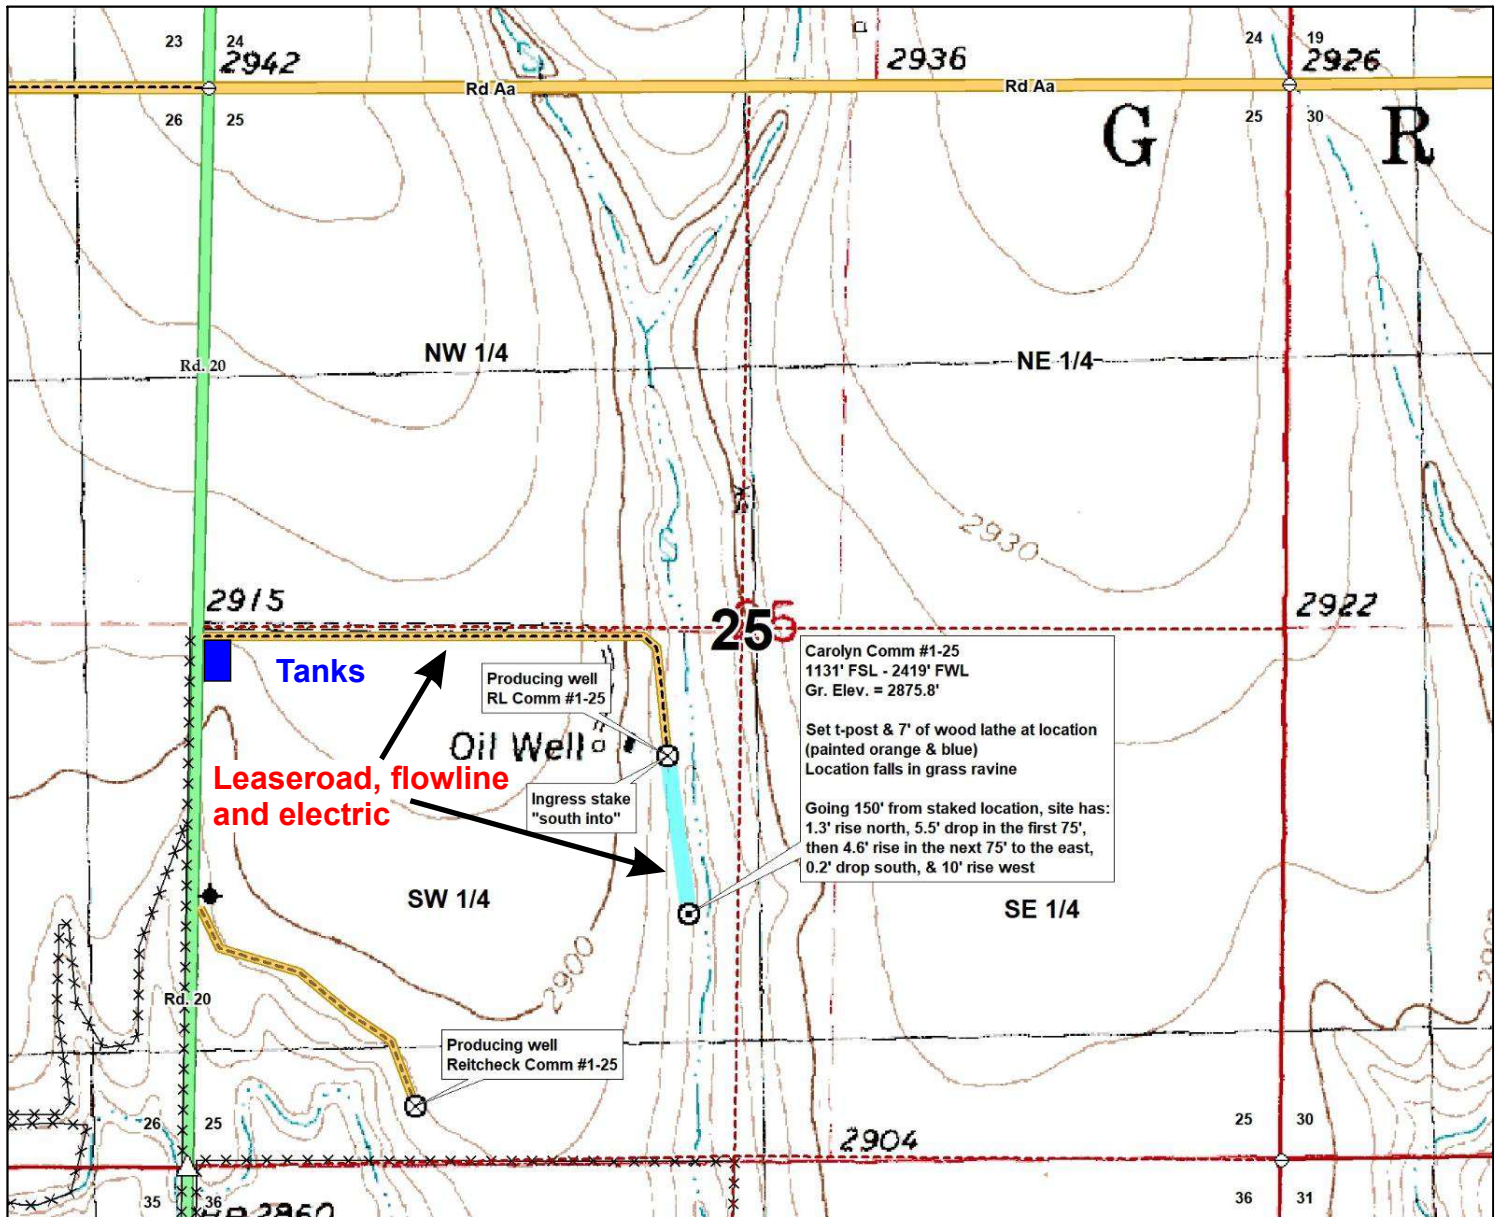 23 24
2942
2936
24 19
2926
Rd Aa
Rd Aa
26 25
25 30
G R
NW 1/4
NE 1/4
Rd. 20
2930
2915
25
25
2922
Tanks
Producing well
RL Comm #1-25
Carolyn Comm #1-25
1131' FSL - 2419' FWL
Gr. Elev. = 2875.8'
Set t-post & 7' of wood lathe at location
(painted orange & blue)
Location falls in grass ravine
Going 150' from staked location, site has:
1.3' rise north, 5.5' drop in the first 75',
then 4.6' rise in the next 75' to the east,
0.2' drop south, & 10' rise west
Oil Well
Leaseroad, flowline
and electric
Ingress stake
"south into"
SW 1/4
SE 1/4
2900
Rd. 20
Producing well
Reitcheck Comm #1-25
26 25
25 30
2904
35 36
36 31